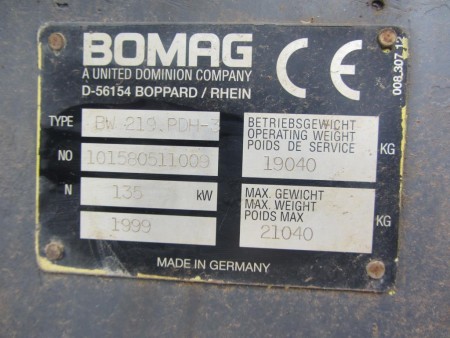 BOMAG CE
A UNITED DOMINION COMPANY
D-56154 BOPPARD / RHEIN
008.307.12
TYPE BW 219.PDH-3
NO 101580511009
N 135 kW
1999
BETRIEBSGEWICHT
OPERATING WEIGHT
POIDS DE SERVICE
19040 KG
MAX. GEWICHT
MAX. WEIGHT
POIDS MAX
21040 KG
MADE IN GERMANY